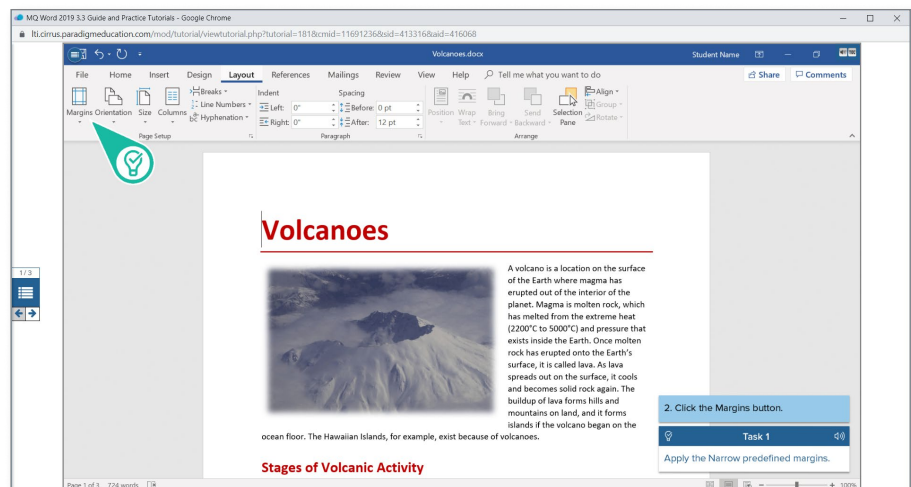 MQ Word 2019 3.3 Guide and Practice Tutorials - Google Chrome
lti.cirrus.paradigmeducation.com/mod/tutorial/viewtutorial.php?tutorial=181&cmid=11691236&sid=413316&aid=416068
Volcanoes.docx
Student Name
File Home Insert Design Layout References Mailings Review View Help Tell me what you want to do
Share Comments
Margins Orientation Size Columns
Breaks
Line Numbers
Hyphenation
Page Setup
Indent Spacing
Left: 0" Before: 0 pt
Right: 0" After: 12 pt
Paragraph
Position Wrap Text Bring Forward Send Backward Selection Pane
Align
Group
Rotate
Arrange
Volcanoes
A volcano is a location on the surface
of the Earth where magma has
erupted out of the interior of the
planet. Magma is molten rock, which
has melted from the extreme heat
(2200°C to 5000°C) and pressure that
exists inside the Earth. Once molten
rock has erupted onto the Earth's
surface, it is called lava. As lava
spreads out on the surface, it cools
and becomes solid rock again. The
buildup of lava forms hills and
mountains on land, and it forms
islands if the volcano began on the
ocean floor. The Hawaiian Islands, for example, exist because of volcanoes.
Stages of Volcanic Activity
1/3
2. Click the Margins button.
Task 1
Apply the Narrow predefined margins.
Page 1 of 3 724 words
100%